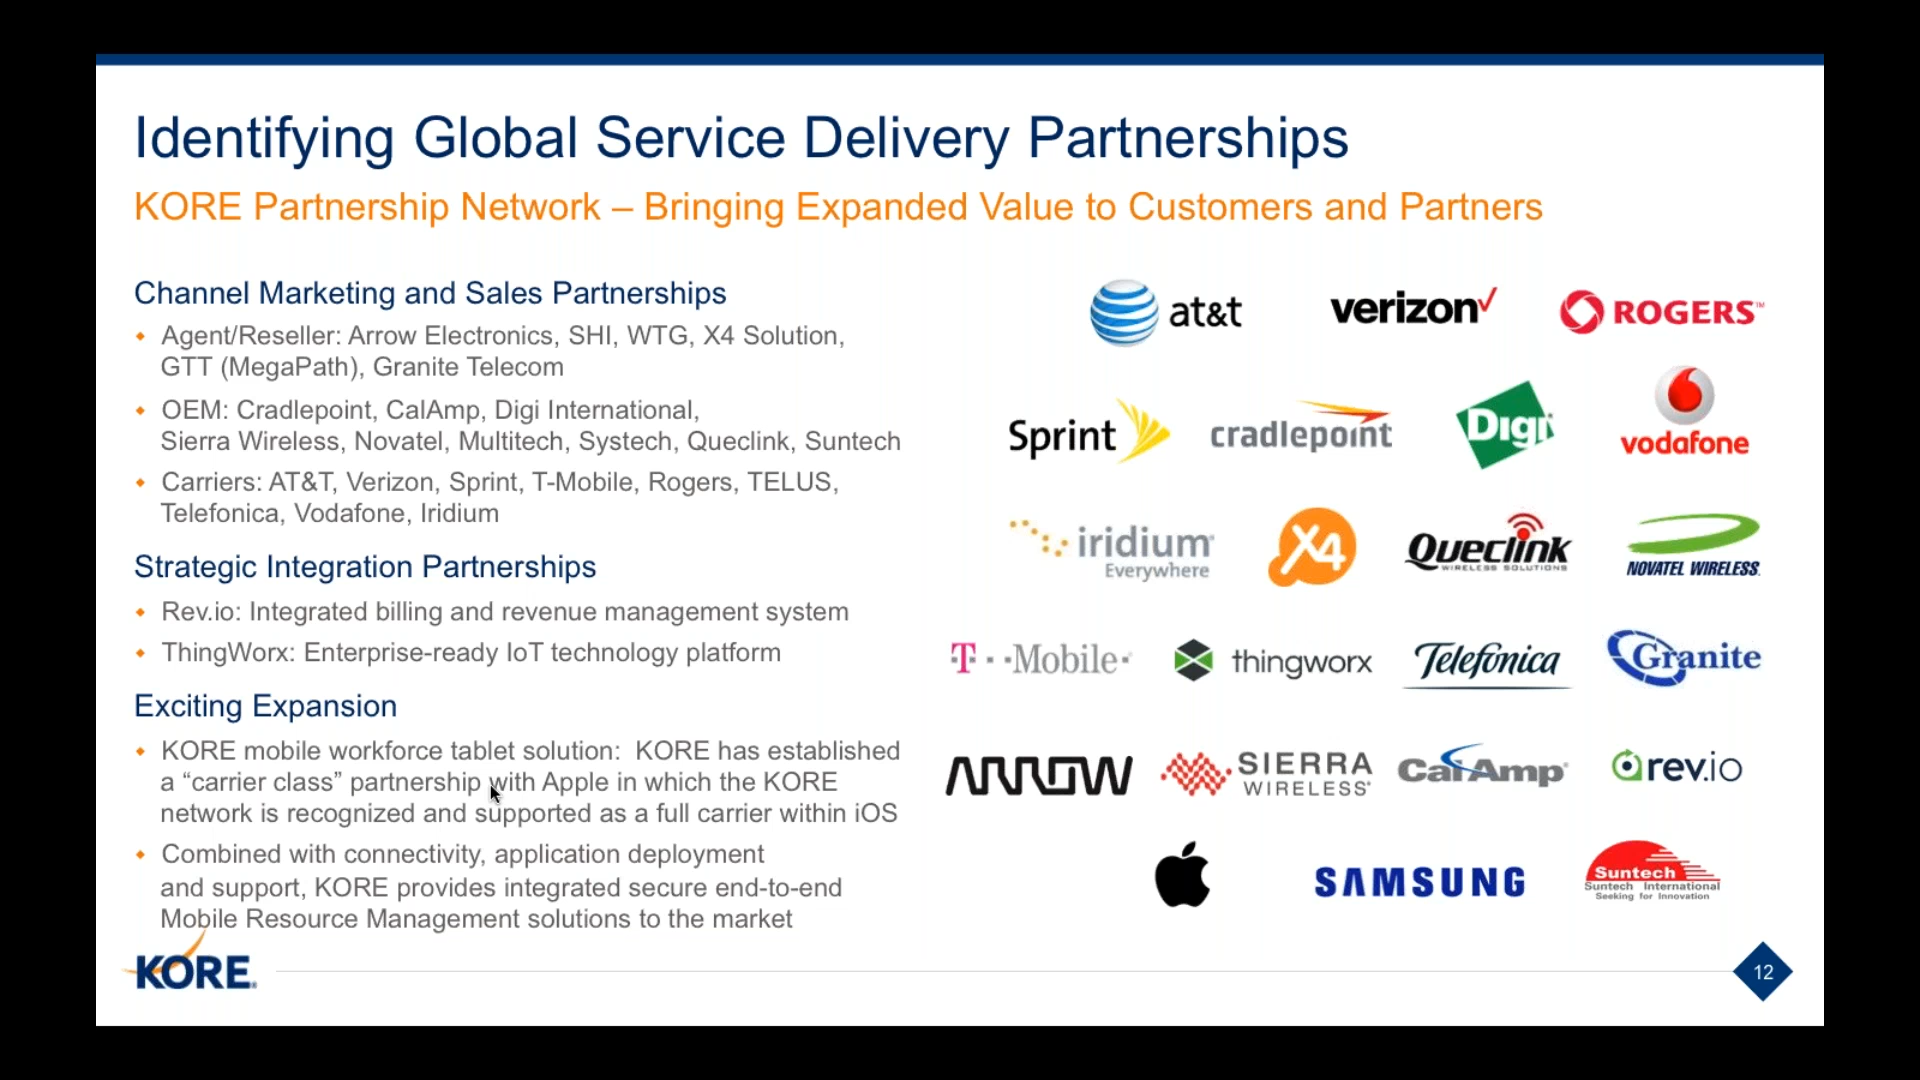 Identifying Global Service Delivery Partnerships
KORE Partnership Network – Bringing Expanded Value to Customers and Partners
Channel Marketing and Sales Partnerships
Agent/Reseller: Arrow Electronics, SHI, WTG, X4 Solution,
GTT (MegaPath), Granite Telecom
OEM: Cradlepoint, CalAmp, Digi International,
Sierra Wireless, Novatel, Multitech, Systech, Queclink, Suntech
Carriers: AT&T, Verizon, Sprint, T-Mobile, Rogers, TELUS,
Telefonica, Vodafone, Iridium
Strategic Integration Partnerships
Rev.io: Integrated billing and revenue management system
ThingWorx: Enterprise-ready IoT technology platform
Exciting Expansion
KORE mobile workforce tablet solution:  KORE has established
a “carrier class” partnership with Apple in which the KORE
network is recognized and supported as a full carrier within iOS
Combined with connectivity, application deployment
and support, KORE provides integrated secure end-to-end
Mobile Resource Management solutions to the market
at&t
verizon
ROGERS™
Sprint
cradlepoint
Digi
vodafone
iridium
Everywhere
X4
Queclink
WIRELESS SOLUTIONS
NOVATEL WIRELESS.
T··Mobile·
thingworx
Telefónica
Granite
ARROW
SIERRA
WIRELESS
CalAmp
rev.io
SAMSUNG
Suntech
Suntech International
Seeking for Innovation
KORE
12